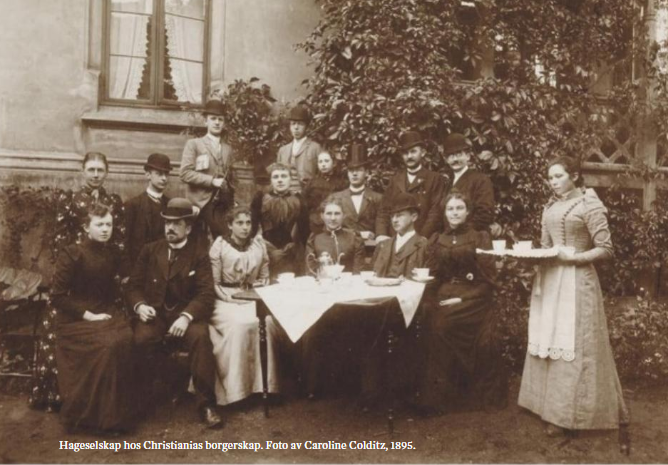 Hageselskap hos Christianias borgerskap. Foto av Caroline Colditz, 1895.